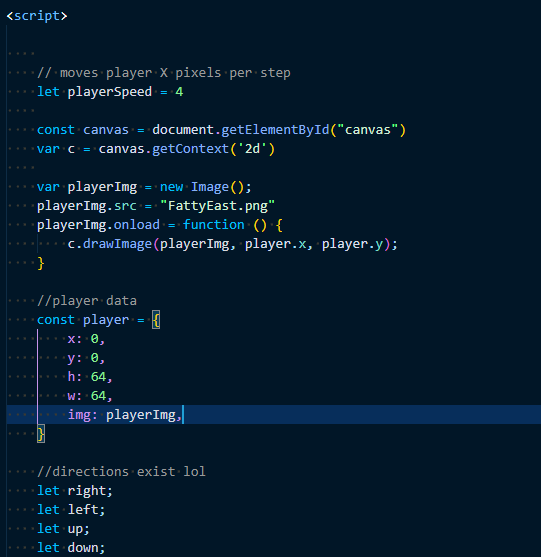 <script>
// moves player X pixels per step
let playerSpeed = 4
const canvas = document.getElementById("canvas")
var c = canvas.getContext('2d')
var playerImg = new Image();
playerImg.src = "FattyEast.png"
playerImg.onload = function () {
c.drawImage(playerImg, player.x, player.y);
}
//player data
const player = {
x: 0,
y: 0,
h: 64,
w: 64,
img: playerImg,
}
//directions exist lol
let right;
let left;
let up;
let down;